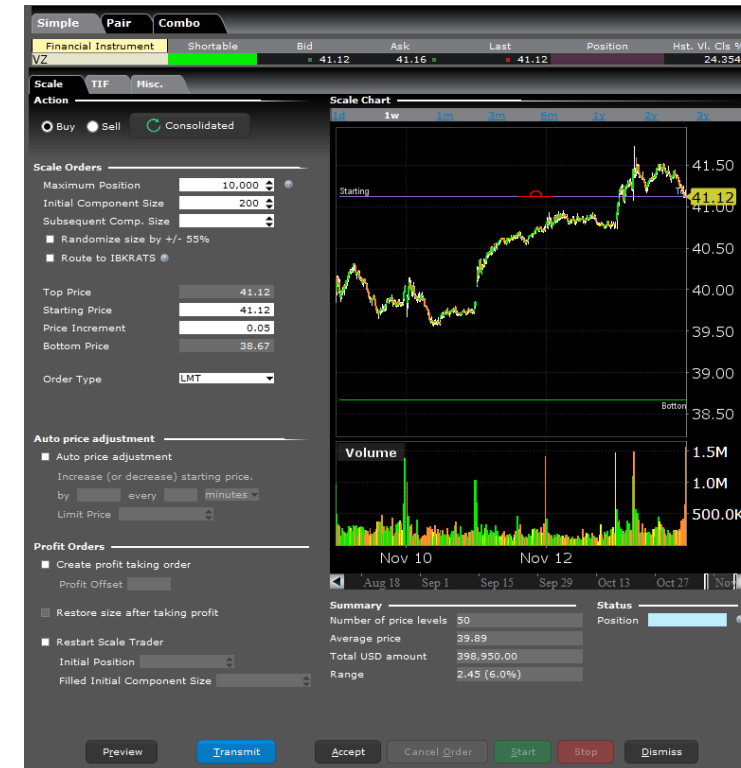 Simple Pair Combo
Financial Instrument Shortable Bid Ask Last Position Hst. Vl. Cls %
VZ 41.12 41.16 41.12 24.354
Scale TIF Misc.
Action
Buy Sell Consolidated
Scale Orders
Maximum Position 10,000
Initial Component Size 200
Subsequent Comp. Size
Randomize size by +/- 55%
Route to IBKRATS
Top Price 41.12
Starting Price 41.12
Price Increment 0.05
Bottom Price 38.67
Order Type LMT
Auto price adjustment
Auto price adjustment
Increase (or decrease) starting price.
by every minutes
Limit Price
Profit Orders
Create profit taking order
Profit Offset
Restore size after taking profit
Restart Scale Trader
Initial Position
Filled Initial Component Size
Scale Chart
1d 1w 1m 3m 6m 1y 2y 3y
Starting
41.50
41.12
41.00
40.50
40.00
39.50
39.00
Botton
38.50
Volume
1.5M
1.0M
500.0K
Nov 10 Nov 12
Aug 18 Sep 1 Sep 15 Sep 29 Oct 13 Oct 27 Nov
Summary
Number of price levels 50
Average price 39.89
Total USD amount 398,950.00
Range 2.45 (6.0%)
Status
Position
Preview Transmit Accept Cancel Order Start Stop Dismiss